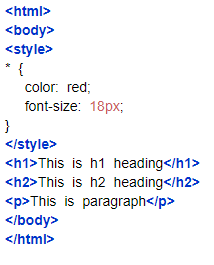 <html>
<body>
<style>
* {
color: red;
font-size: 18px;
}
</style>
<h1>This is h1 heading</h1>
<h2>This is h2 heading</h2>
<p>This is paragraph</p>
</body>
</html>